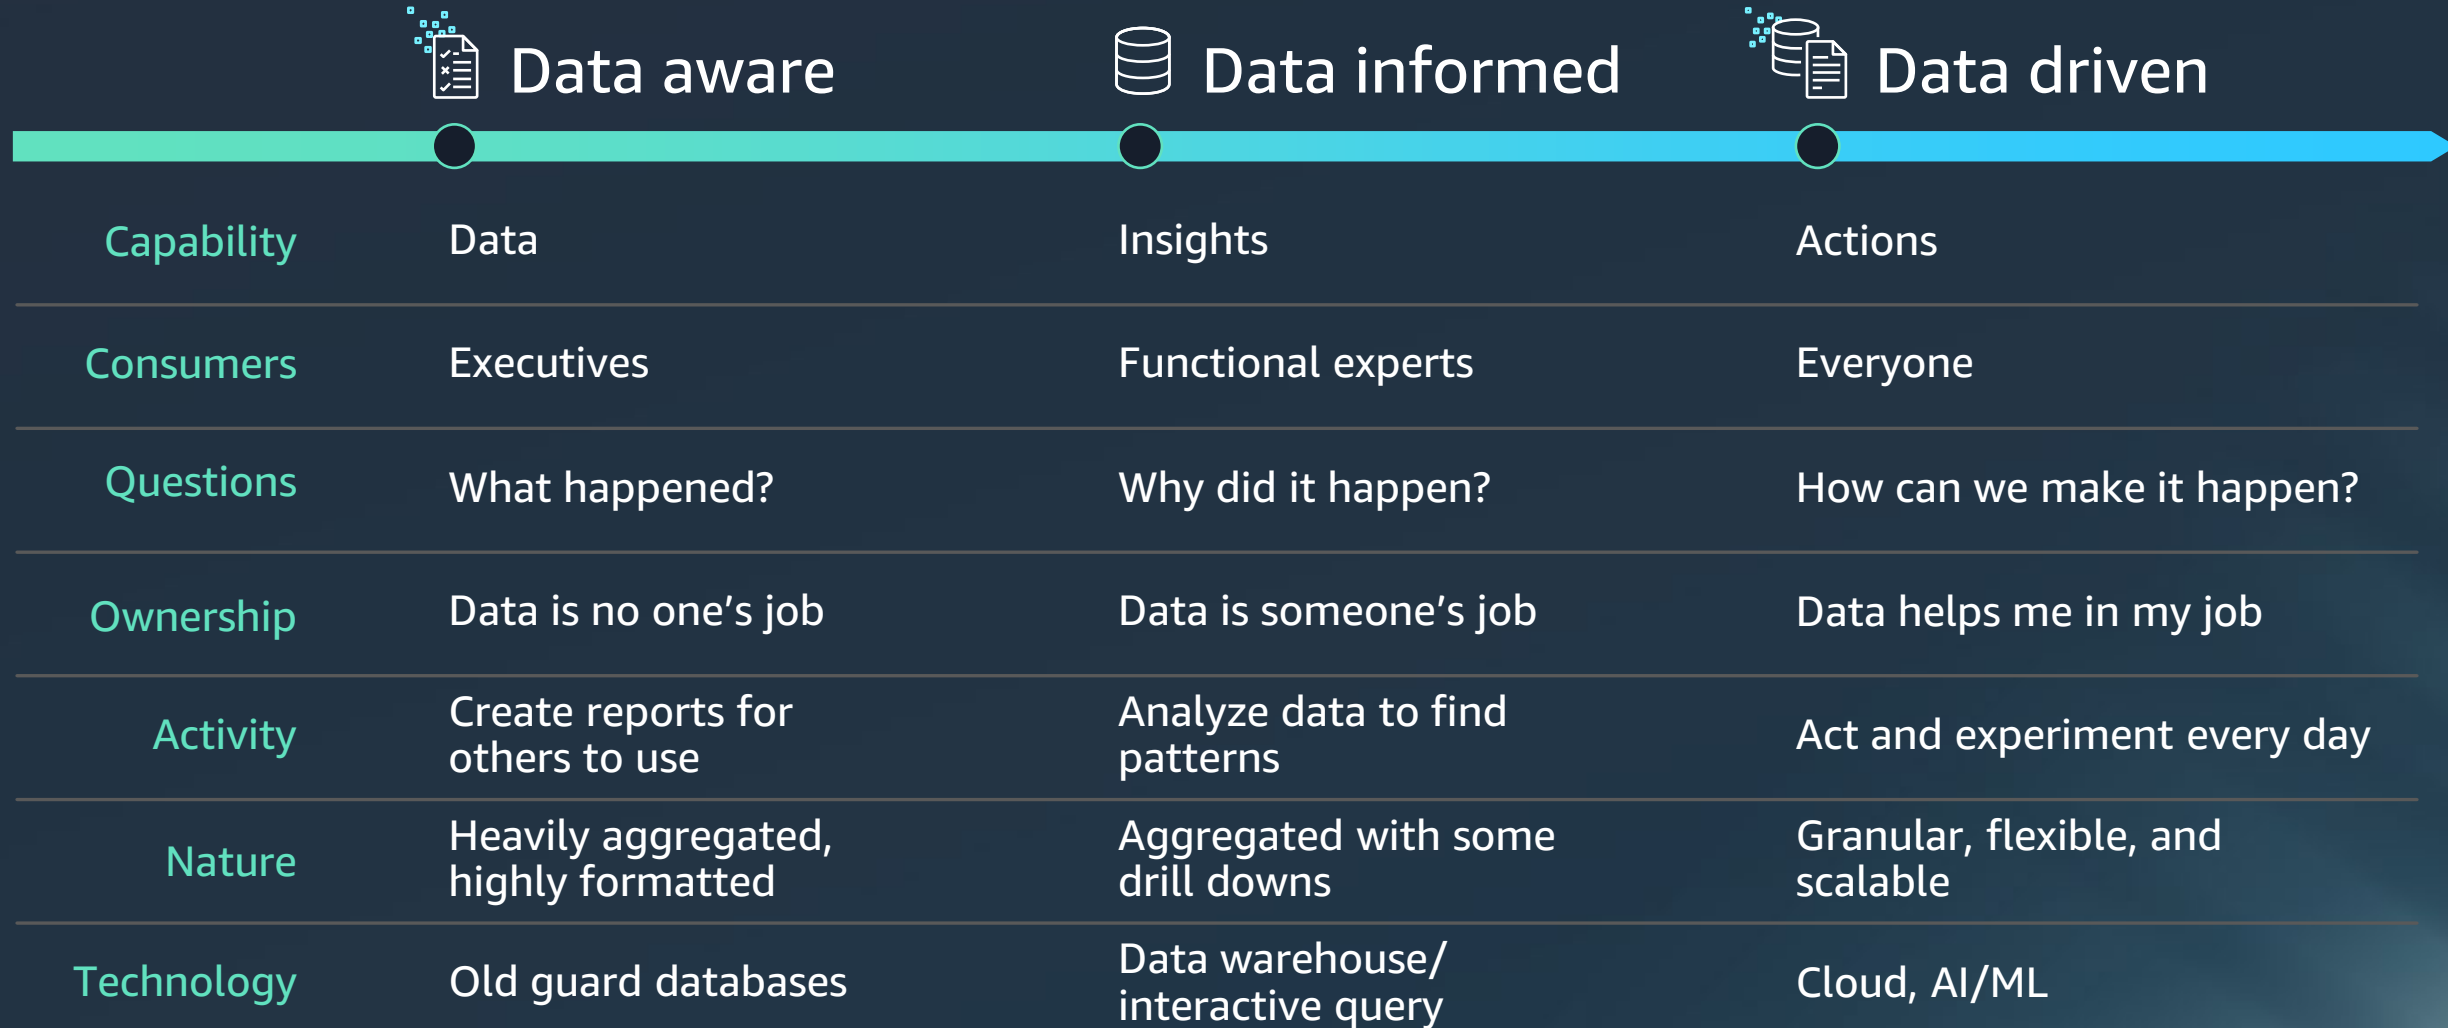 Data aware
Data informed
Data driven
Capability
Data
Insights
Actions
Consumers
Executives
Functional experts
Everyone
Questions
What happened?
Why did it happen?
How can we make it happen?
Ownership
Data is no one’s job
Data is someone’s job
Data helps me in my job
Activity
Create reports for
others to use
Analyze data to find
patterns
Act and experiment every day
Nature
Heavily aggregated,
highly formatted
Aggregated with some
drill downs
Granular, flexible, and
scalable
Technology
Old guard databases
Data warehouse/
interactive query
Cloud, AI/ML